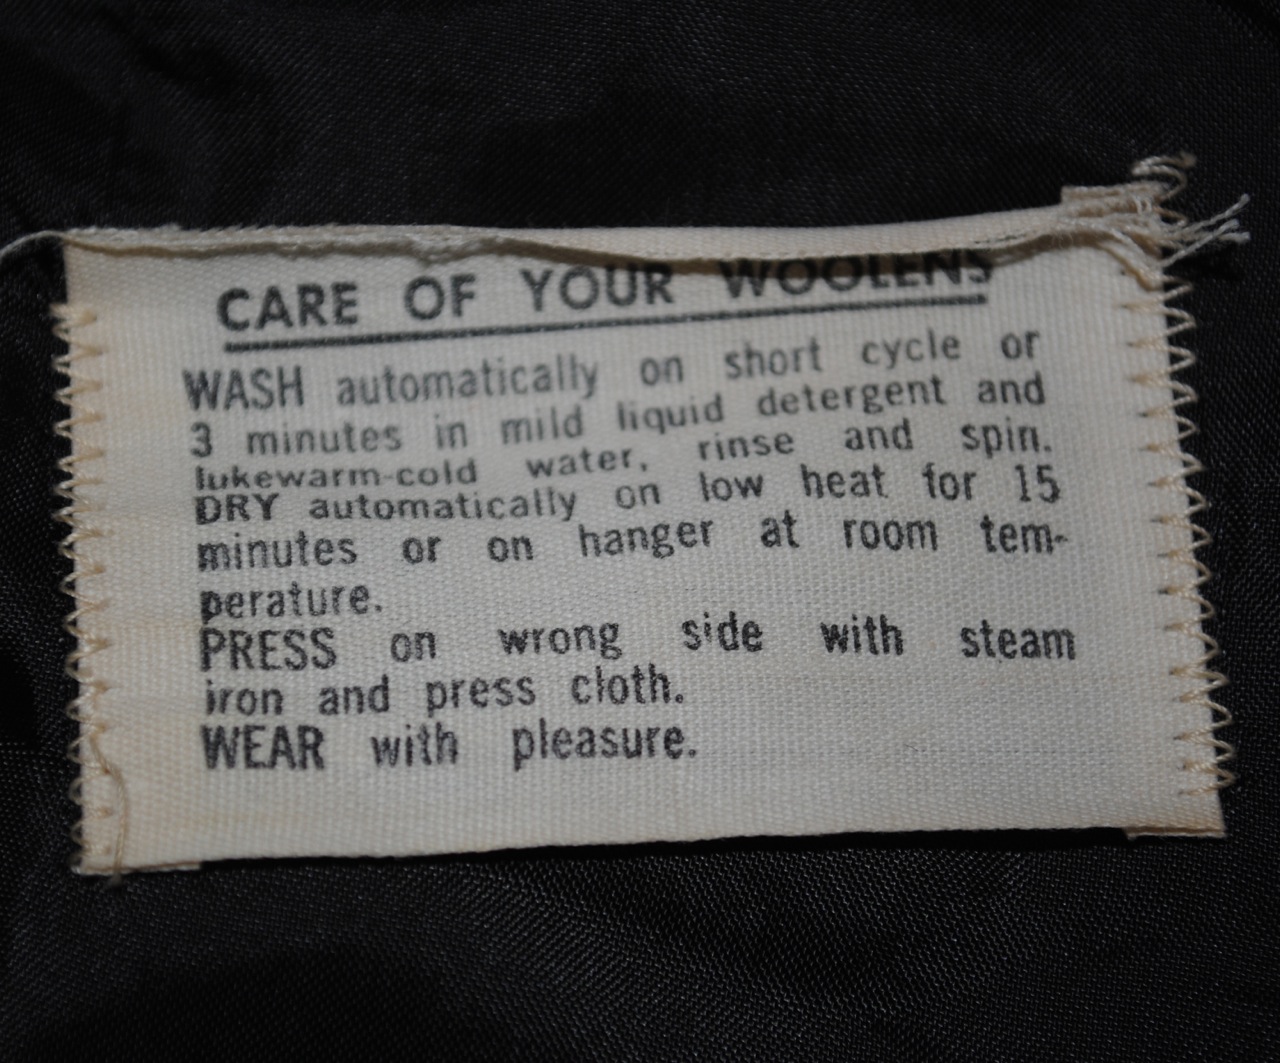 CARE OF YOUR WOOLENS
WASH automatically on short cycle or
3 minutes in mild liquid detergent and
lukewarm-cold water, rinse and spin.
DRY automatically on low heat for 15
minutes or on hanger at room tem-
perature.
PRESS on wrong side with steam
iron and press cloth.
WEAR with pleasure.